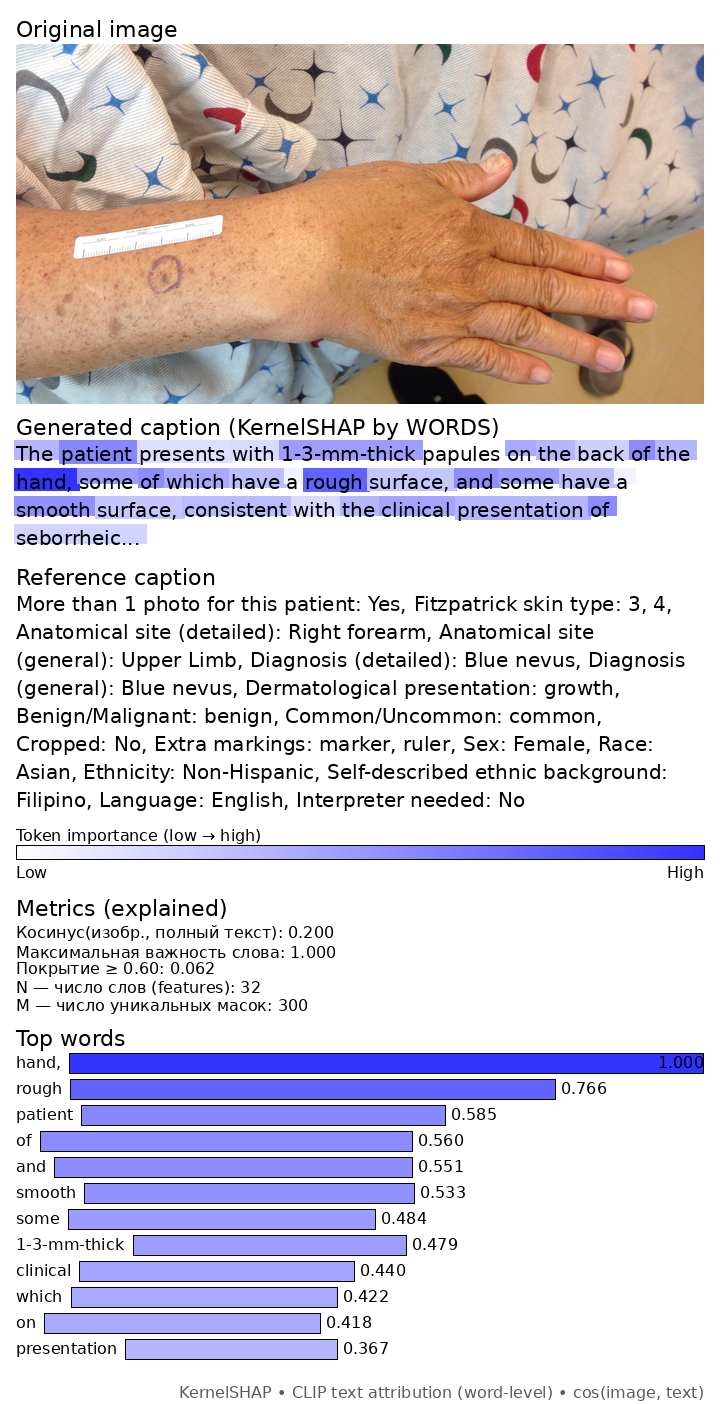 Original image
Generated caption (KernelSHAP by WORDS)
The patient presents with 1-3-mm-thick papules on the back of the
hand, some of which have a rough surface, and some have a
smooth surface, consistent with the clinical presentation of
seborrheic...
Reference caption
More than 1 photo for this patient: Yes, Fitzpatrick skin type: 3, 4,
Anatomical site (detailed): Right forearm, Anatomical site
(general): Upper Limb, Diagnosis (detailed): Blue nevus, Diagnosis
(general): Blue nevus, Dermatological presentation: growth,
Benign/Malignant: benign, Common/Uncommon: common,
Cropped: No, Extra markings: marker, ruler, Sex: Female, Race:
Asian, Ethnicity: Non-Hispanic, Self-described ethnic background:
Filipino, Language: English, Interpreter needed: No
Token importance (low → high)
Low High
Metrics (explained)
Косинус(изобр., полный текст): 0.200
Максимальная важность слова: 1.000
Покрытие ≥ 0.60: 0.062
N — число слов (features): 32
M — число уникальных масок: 300
Top words
hand, 1.000
rough 0.766
patient 0.585
of 0.560
and 0.551
smooth 0.533
some 0.484
1-3-mm-thick 0.479
clinical 0.440
which 0.422
on 0.418
presentation 0.367
KernelSHAP • CLIP text attribution (word-level) • cos(image, text)